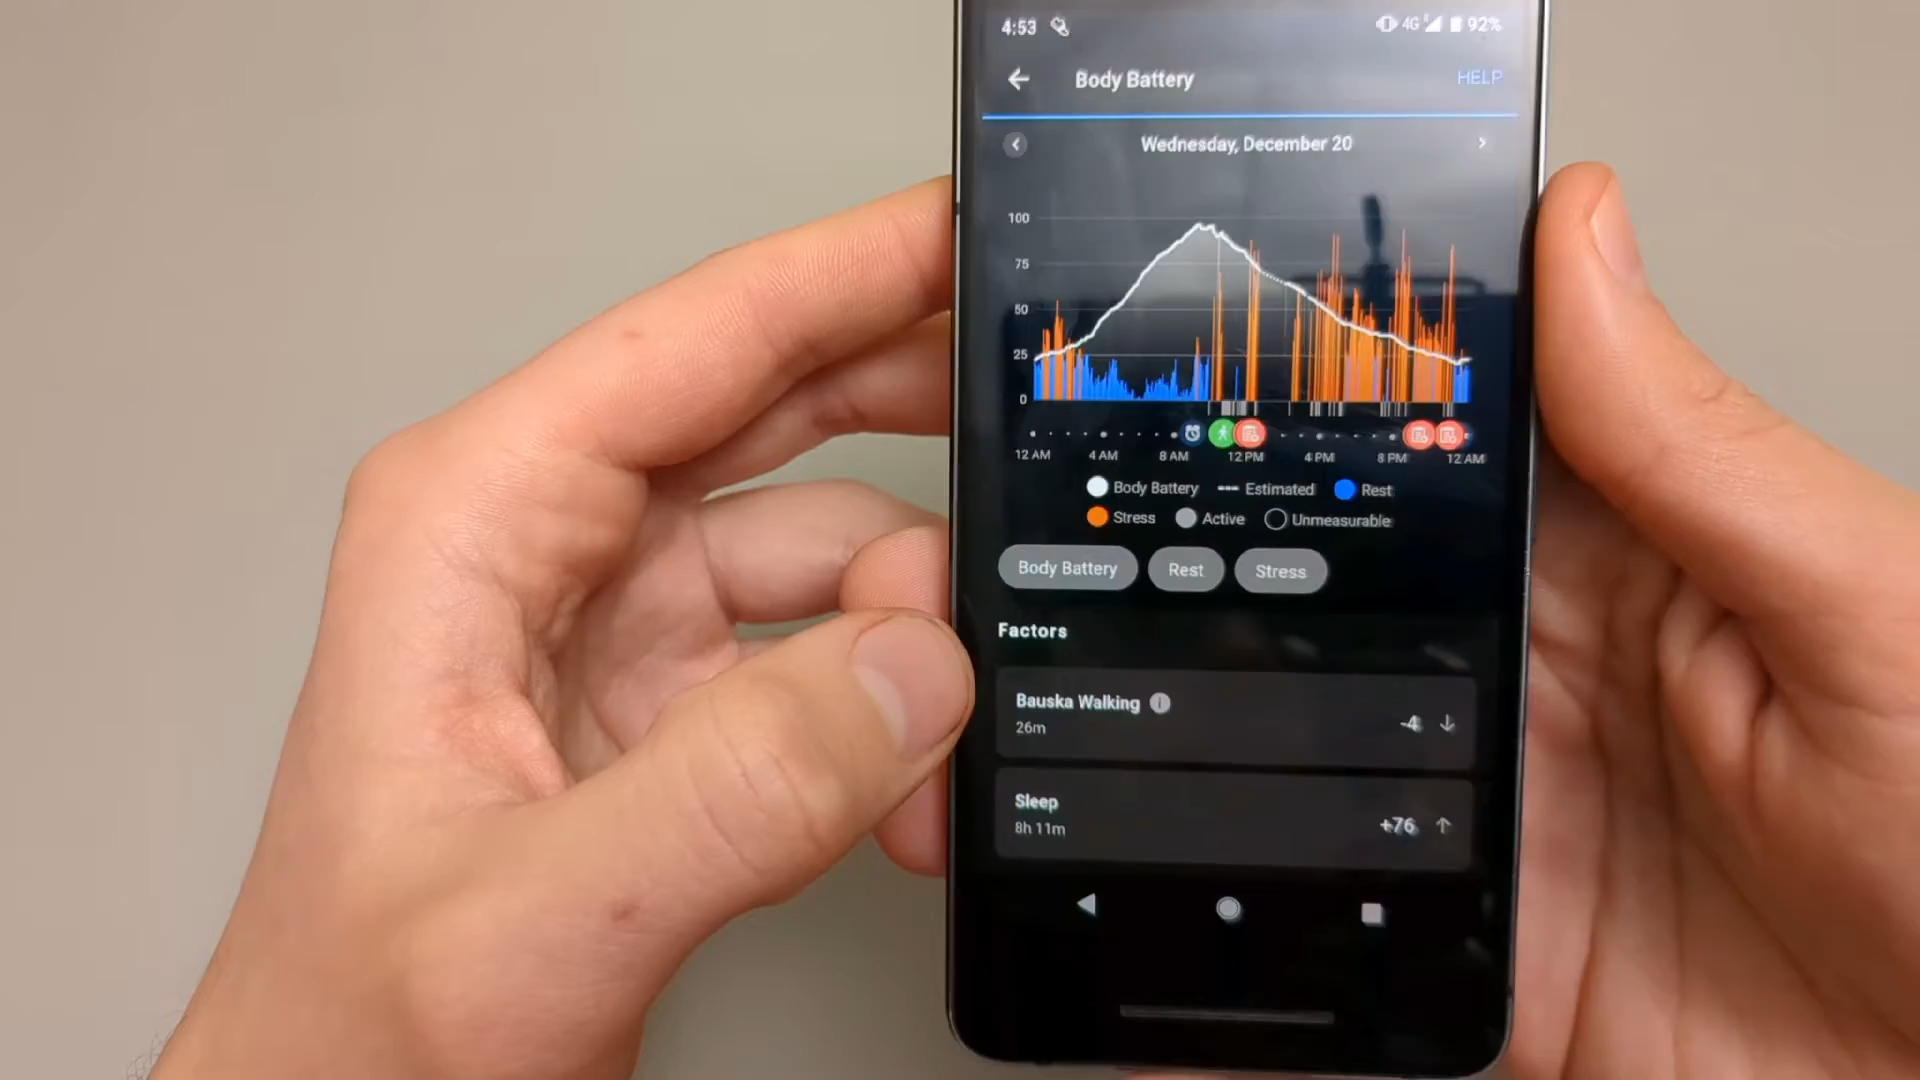 4:53 4G 92%
Body Battery HELP
Wednesday, December 20
100
75
50
25
0
12 AM 4 AM 8 AM 12 PM 4 PM 8 PM 12 AM
Body Battery Estimated Rest
Stress Active Unmeasurable
Body Battery Rest Stress
Factors
Bauska Walking
26m
-4
Sleep
8h 11m
+76